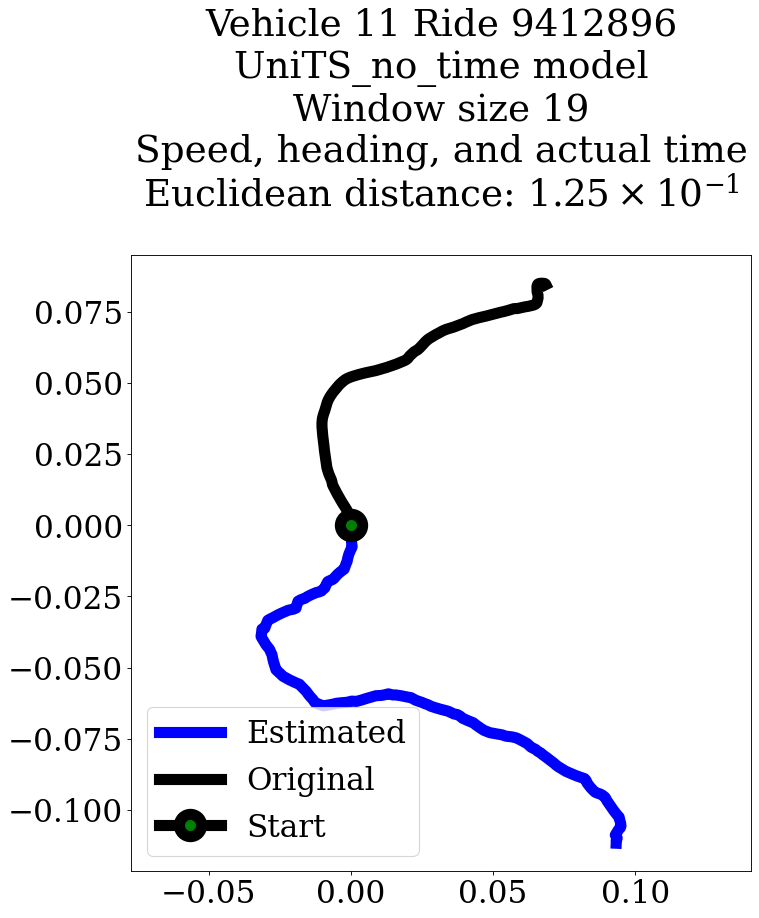 Vehicle 11 Ride 9412896
UniTS_no_time model
Window size 19
Speed, heading, and actual time
Euclidean distance: 1.25 × 10⁻¹
0.075
0.050
0.025
0.000
−0.025
−0.050
−0.075
−0.100
Estimated
Original
Start
−0.05
0.00
0.05
0.10